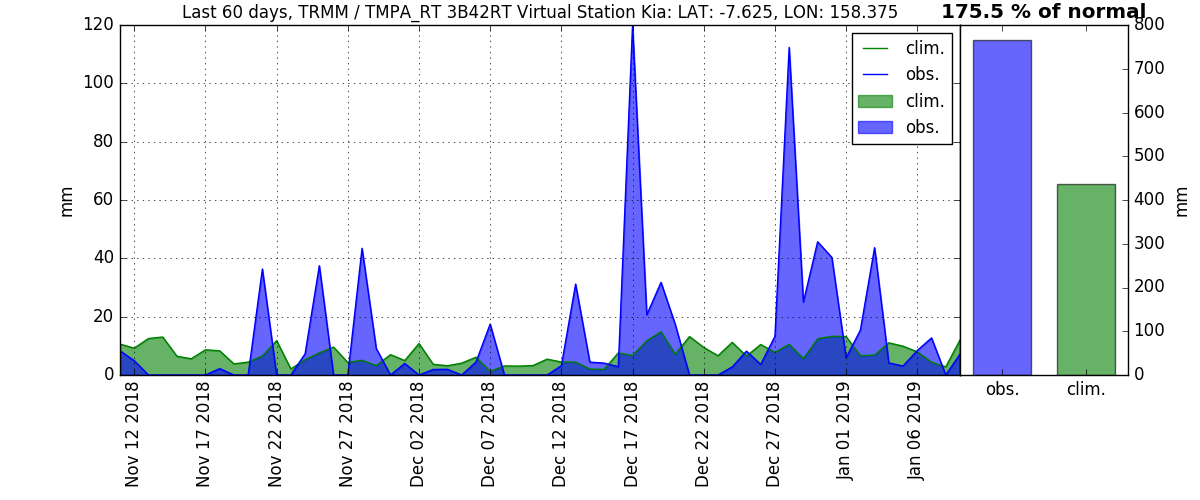 Last 60 days, TRMM / TMPA_RT 3B42RT Virtual Station Kia: LAT: -7.625, LON: 158.375
175.5 % of normal
120
100
80
60
40
20
0
mm
clim.
obs.
clim.
obs.
800
700
600
500
400
300
200
100
0
mm
obs.
clim.
Nov 12 2018
Nov 17 2018
Nov 22 2018
Nov 27 2018
Dec 02 2018
Dec 07 2018
Dec 12 2018
Dec 17 2018
Dec 22 2018
Dec 27 2018
Jan 01 2019
Jan 06 2019